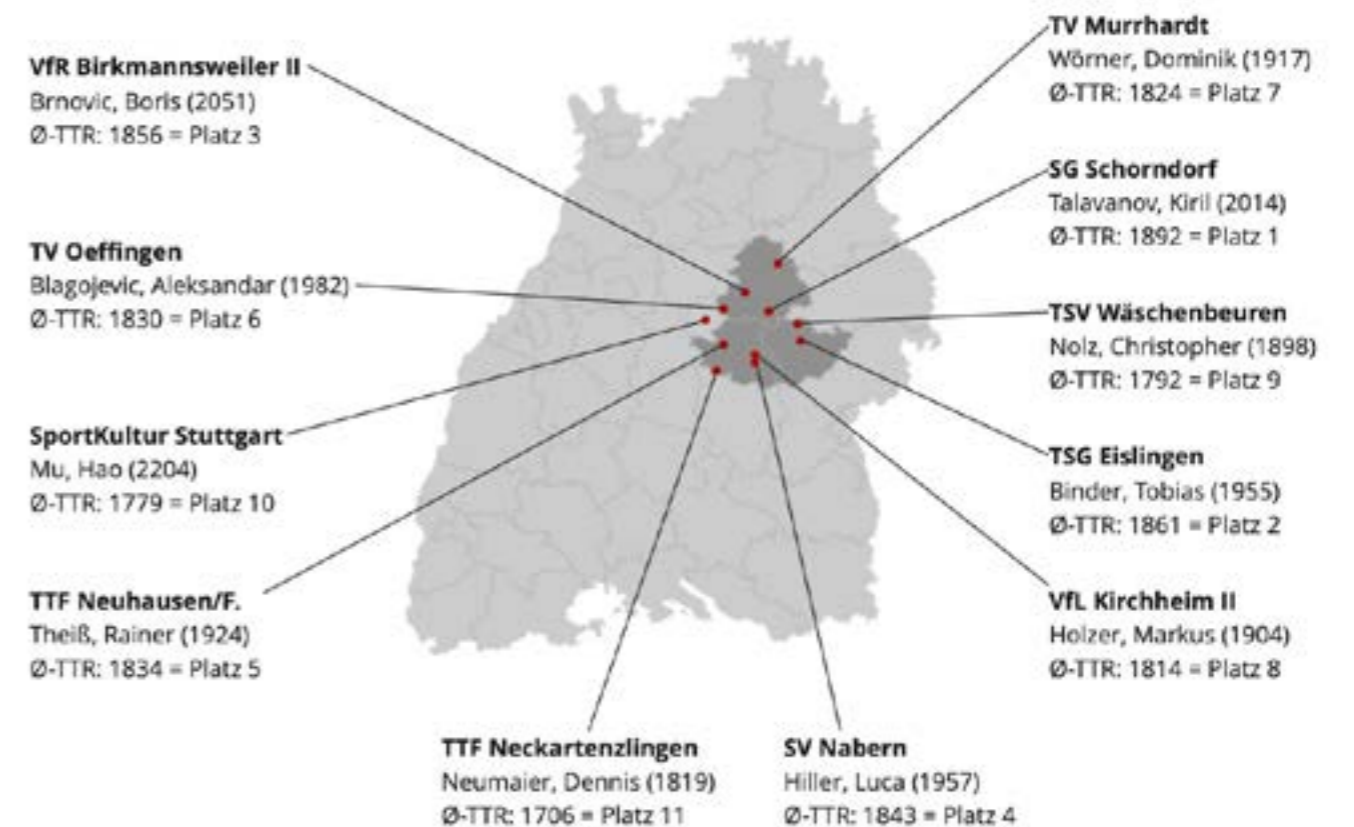 VfR Birkmannsweiler II
Brnovic, Boris (2051)
Ø-TTR: 1856 = Platz 3
TV Oeffingen
Blagojevic, Aleksandar (1982)
Ø-TTR: 1830 = Platz 6
SportKultur Stuttgart
Mu, Hao (2204)
Ø-TTR: 1779 = Platz 10
TTF Neuhausen/F.
Theiß, Rainer (1924)
Ø-TTR: 1834 = Platz 5
TTF Neckartenzlingen
Neumaier, Dennis (1819)
Ø-TTR: 1706 = Platz 11
SV Nabern
Hiller, Luca (1957)
Ø-TTR: 1843 = Platz 4
TV Murrhardt
Wörner, Dominik (1917)
Ø-TTR: 1824 = Platz 7
SG Schorndorf
Talavanov, Kiril (2014)
Ø-TTR: 1892 = Platz 1
TSV Wäschenbeuren
Nolz, Christopher (1898)
Ø-TTR: 1792 = Platz 9
TSG Eislingen
Binder, Tobias (1955)
Ø-TTR: 1861 = Platz 2
VfL Kirchheim II
Holzer, Markus (1904)
Ø-TTR: 1814 = Platz 8